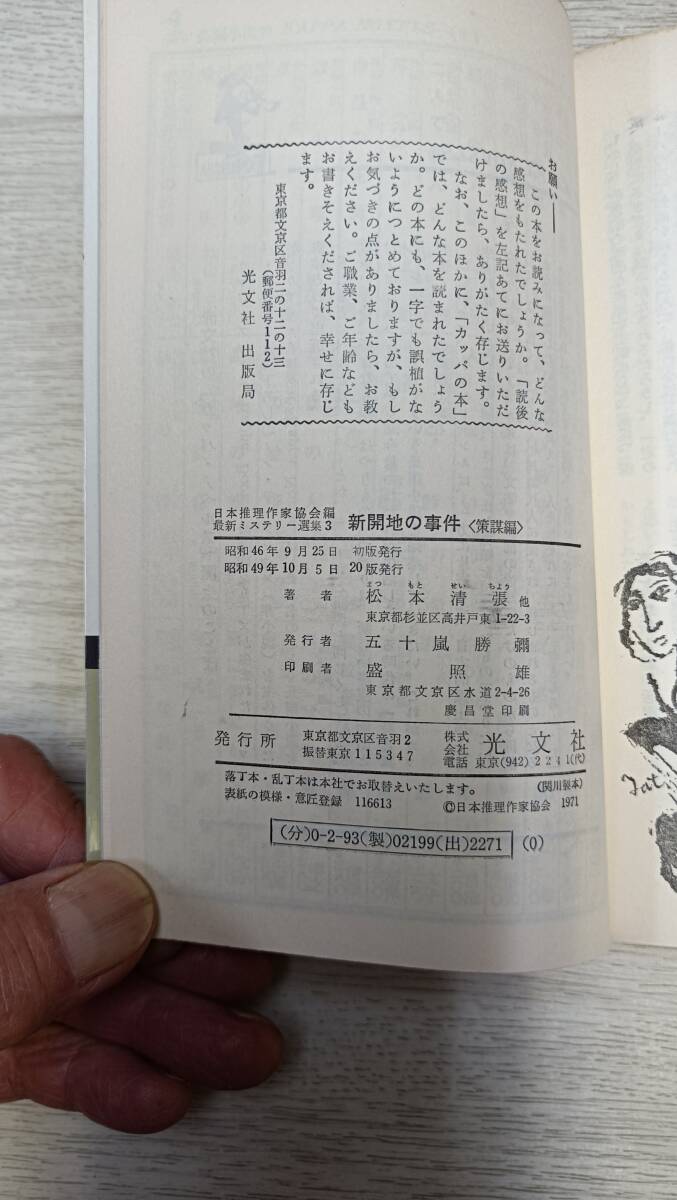 お願い――
この本をお読みになって、どんな
感想をもたれたでしょうか。「読後
の感想」を左記あてにお送りいただ
けましたら、ありがたく存じます。
なお、このほかに、「カッパの本」
では、どんな本を読まれたでしょう
か。どの本にも、一字でも誤植がな
いようにつとめておりますが、もし
お気づきの点がありましたら、お教
えください。ご職業、ご年齢なども
お書きそえくだされば、幸せに存じ
ます。
東京都文京区音羽二の十二の十三
(郵便番号112)
光文社 出版局
日本推理作家協会編
最新ミステリー選集3 新開地の事件〈策謀編〉
昭和46年9月25日 初版発行
昭和49年10月5日 20版発行
まつ もと せい ちょう
著者 松本清張 他
東京都杉並区高井戸東1-22-3
発行者 五十嵐勝彌
印刷者 盛照雄
東京都文京区水道2-4-26
慶昌堂印刷
発行所 東京都文京区音羽2 株式会社 光文社
振替東京115347 電話 東京(942)2241(代)
落丁本・乱丁本は本社でお取替えいたします。 (関川製本)
表紙の模様・意匠登録 116613 ©日本推理作家協会 1971
(分)0-2-93(製)02199(出)2271 (0)